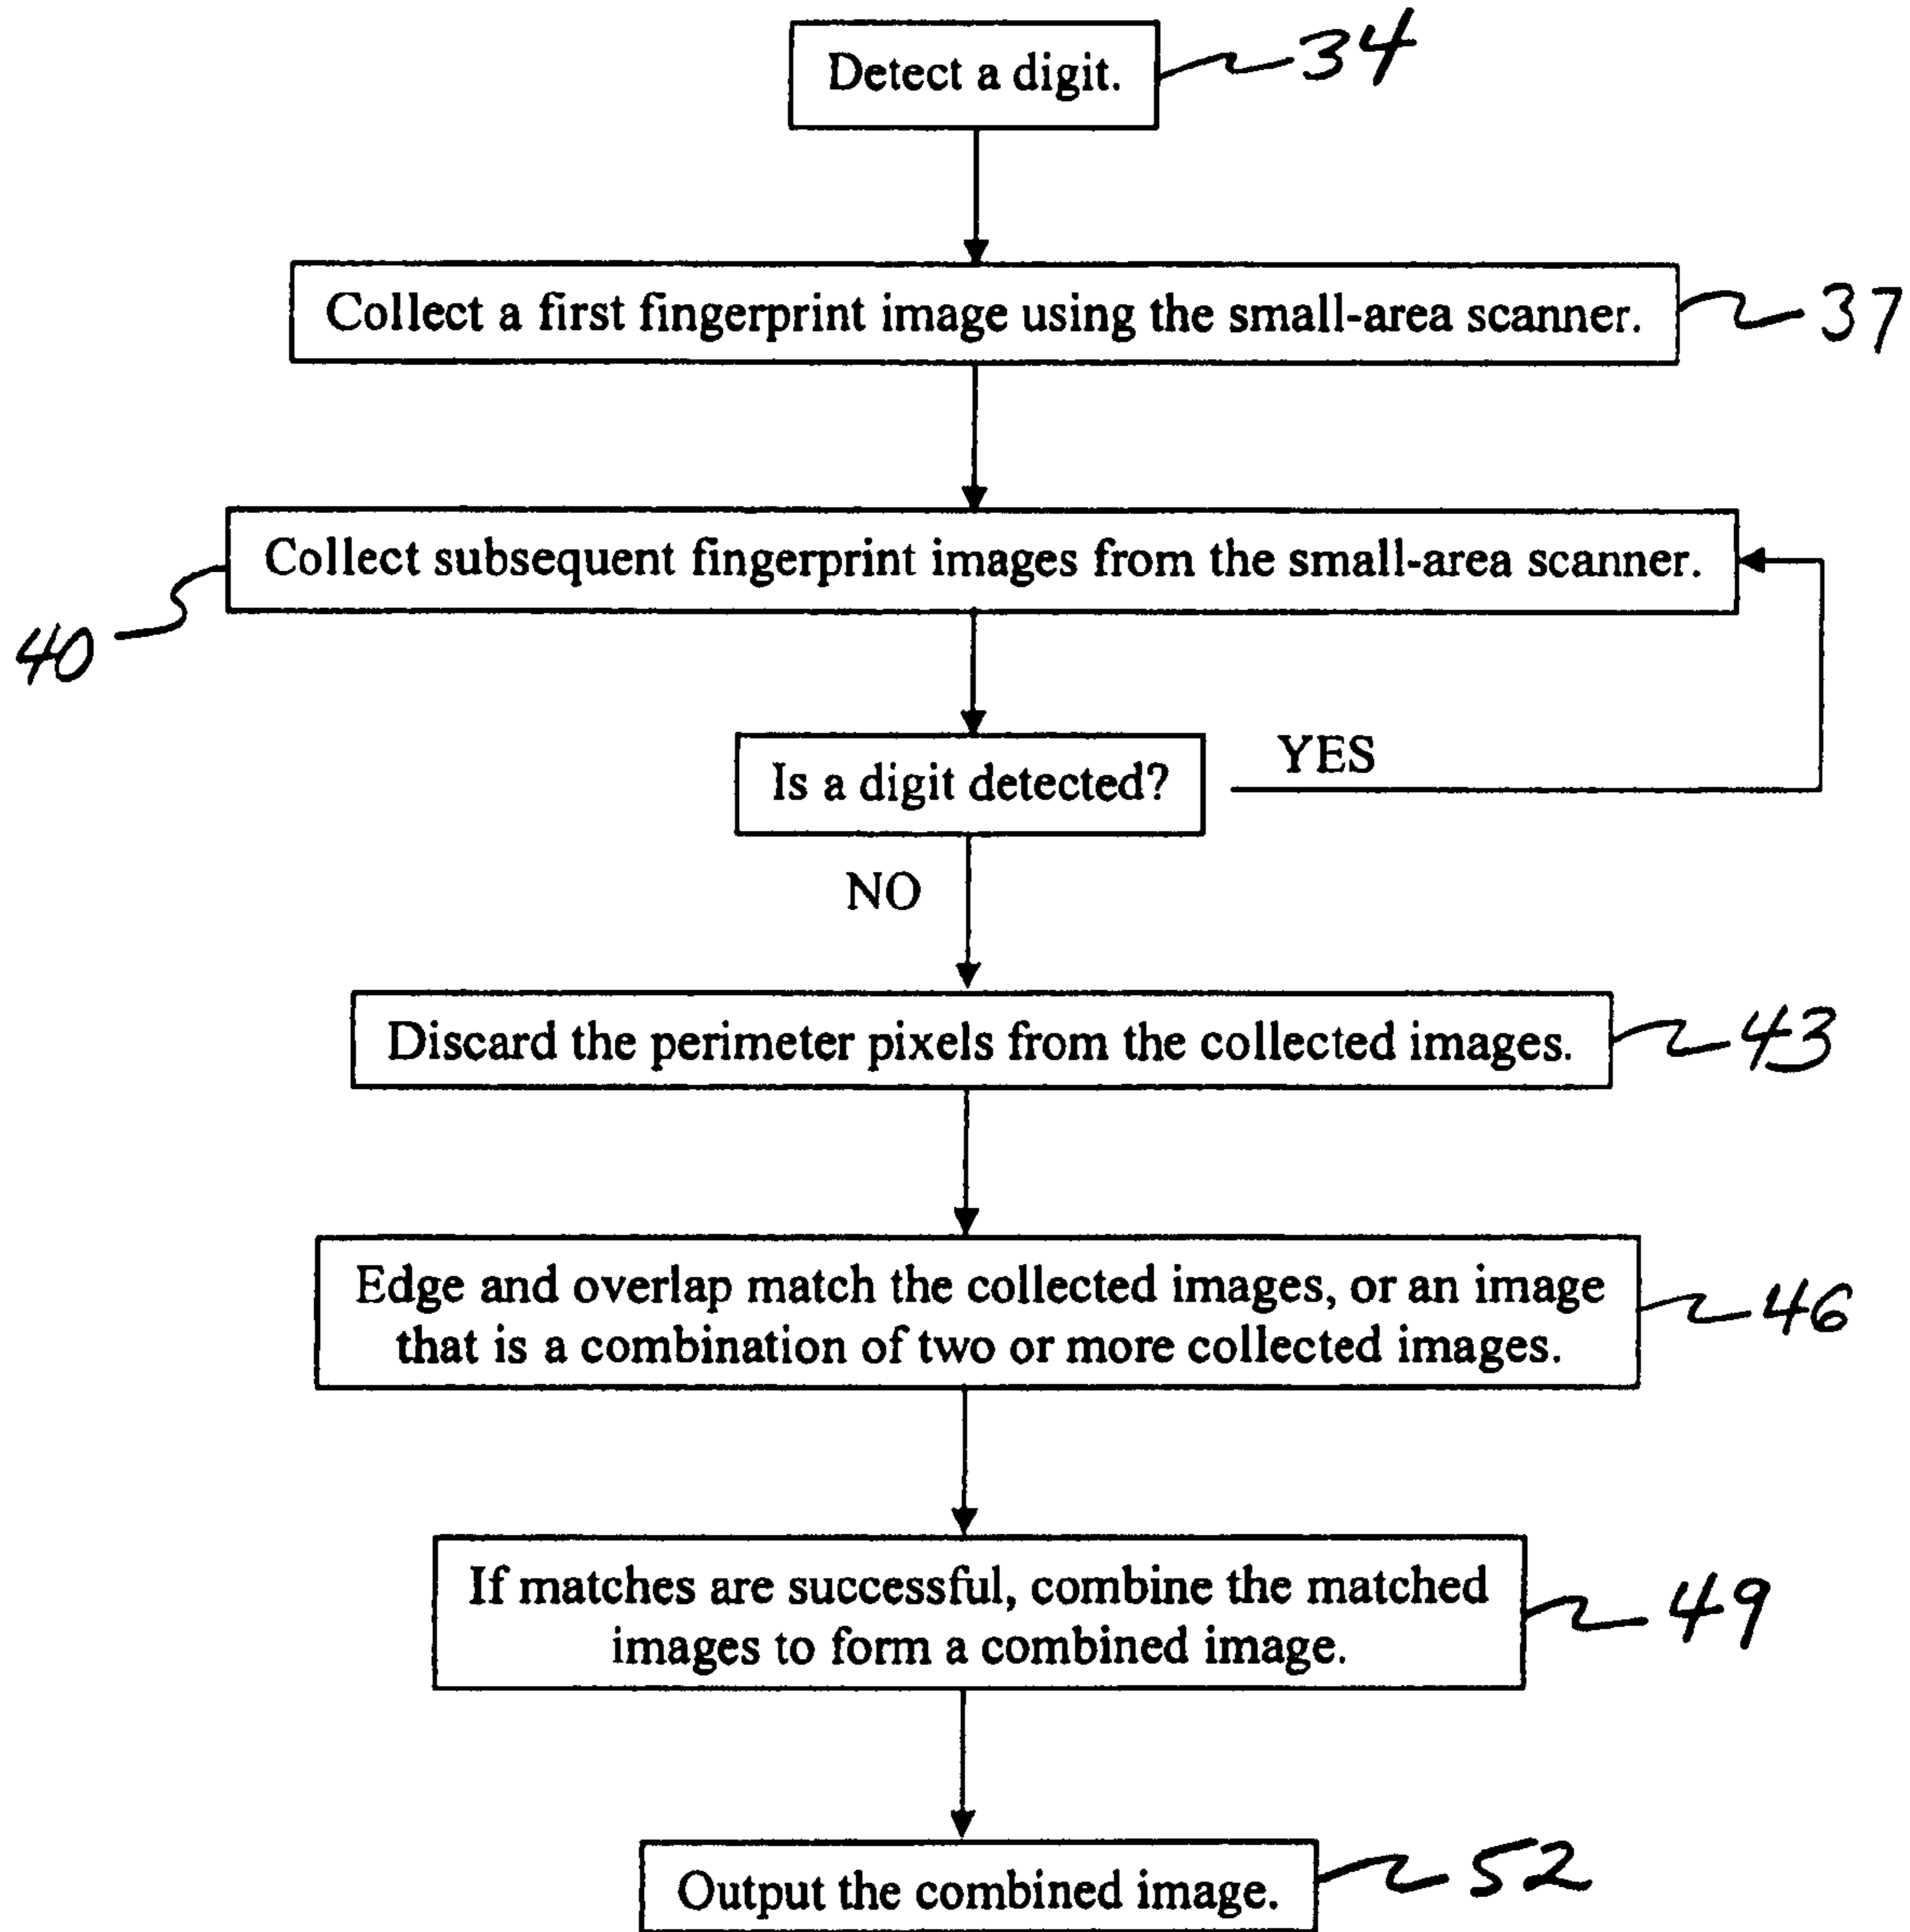 Detect a digit.
34
Collect a first fingerprint image using the small-area scanner.
37
Collect subsequent fingerprint images from the small-area scanner.
40
Is a digit detected?
YES
NO
Discard the perimeter pixels from the collected images.
43
Edge and overlap match the collected images, or an image
that is a combination of two or more collected images.
46
If matches are successful, combine the matched
images to form a combined image.
49
Output the combined image.
52